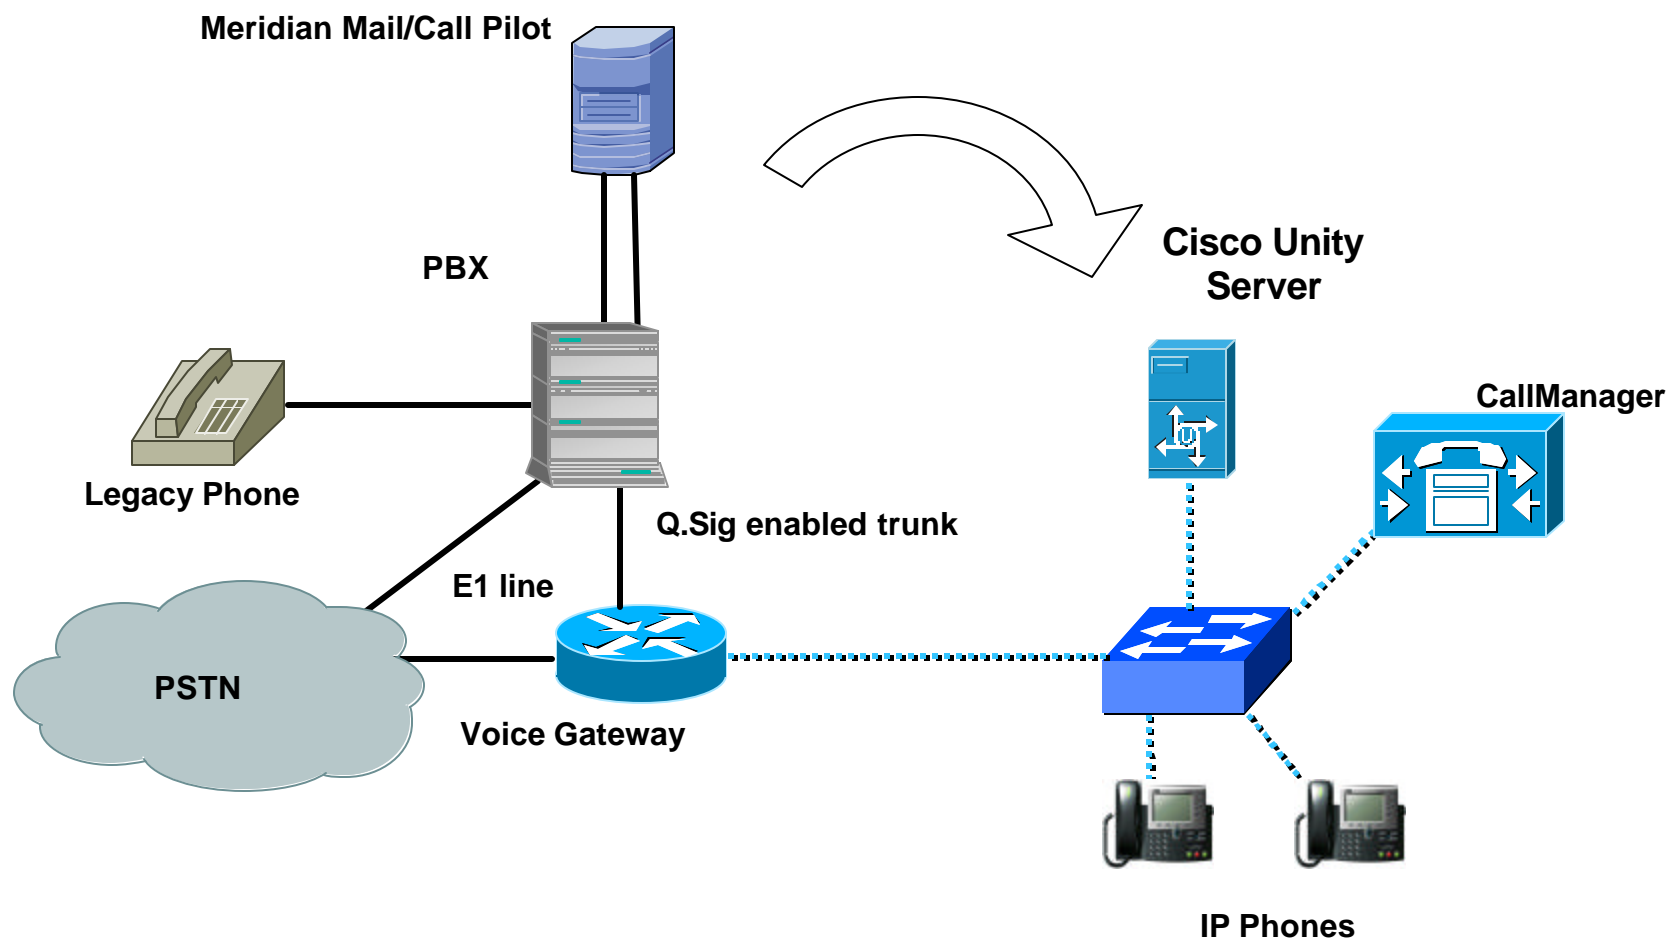 Meridian Mail/Call Pilot
Cisco Unity
Server
PBX
CallManager
Legacy Phone
Q.Sig enabled trunk
E1 line
PSTN
Voice Gateway
IP Phones